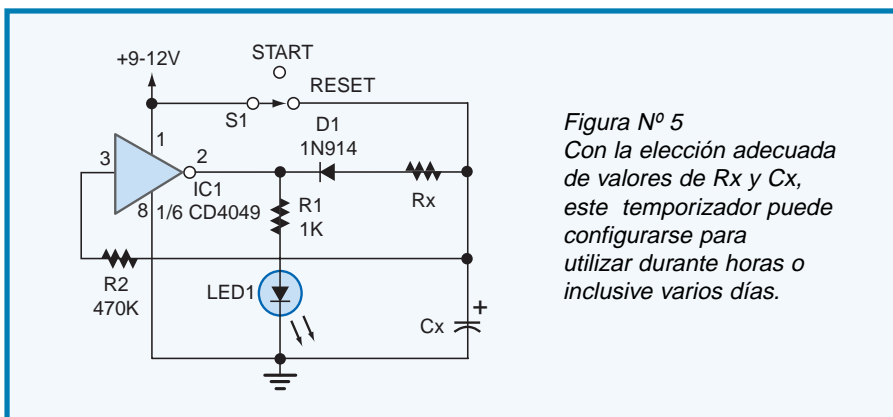 START
+9-12V
RESET
S1
D1
1N914
1
3
2
IC1
8
1/6 CD4049
R1
1K
Rx
R2
470K
LED1
Cx
+
Figura Nº 5
Con la elección adecuada
de valores de Rx y Cx,
este temporizador puede
configurarse para
utilizar durante horas o
inclusive varios días.